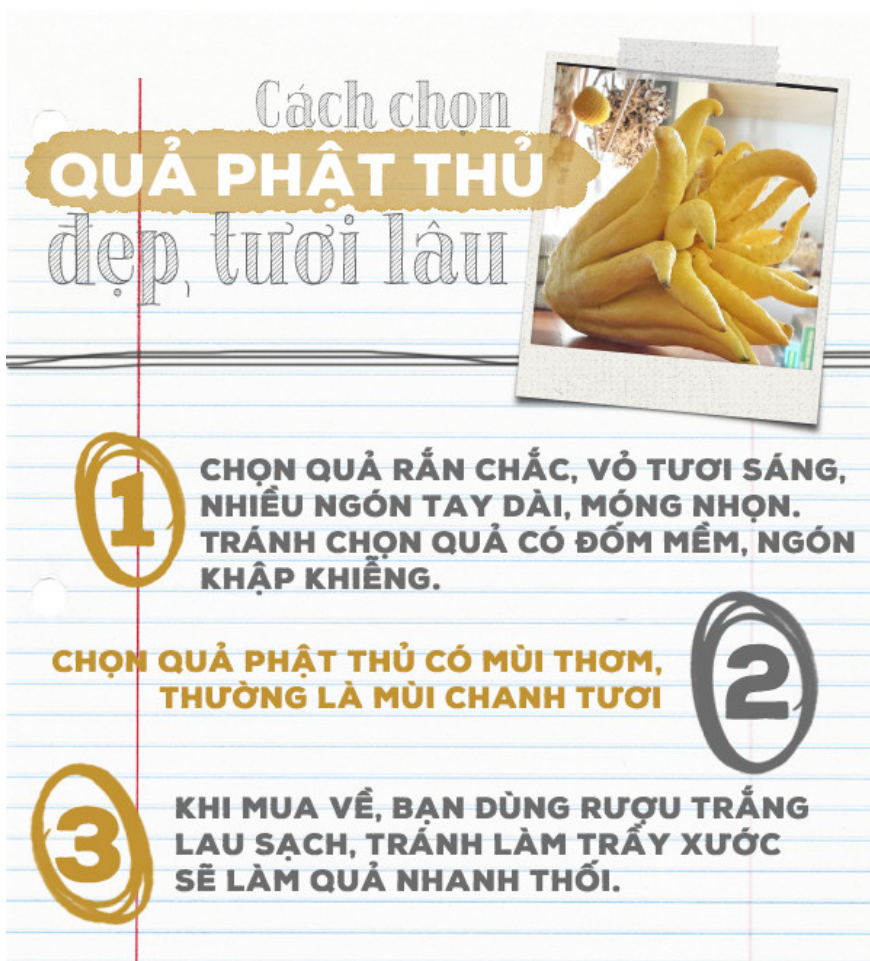 Cách chọn
QUẢ PHẬT THỦ
đẹp, tươi lâu
1
CHỌN QUẢ RẮN CHẮC, VỎ TƯƠI SÁNG,
NHIỀU NGÓN TAY DÀI, MÓNG NHỌN.
TRÁNH CHỌN QUẢ CÓ ĐỐM MỀM, NGÓN
KHẬP KHIỄNG.
2
CHỌN QUẢ PHẬT THỦ CÓ MÙI THƠM,
THƯỜNG LÀ MÙI CHANH TƯƠI
3
KHI MUA VỀ, BẠN DÙNG RƯỢU TRẮNG
LAU SẠCH, TRÁNH LÀM TRẦY XƯỚC
SẼ LÀM QUẢ NHANH THỐI.